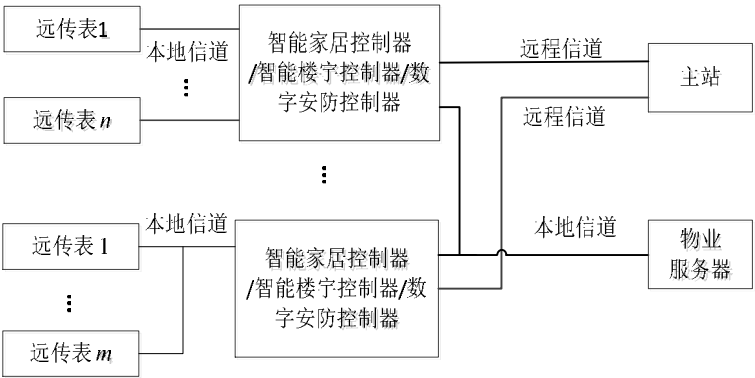 远传表1
本地信道
远传表 n
智能家居控制器
/智能楼宇控制器/数
字安防控制器
远程信道
主站
远程信道
远传表 1
本地信道
远传表 m
智能家居控制器
/智能楼宇控制器/数
字安防控制器
本地信道
物业
服务器